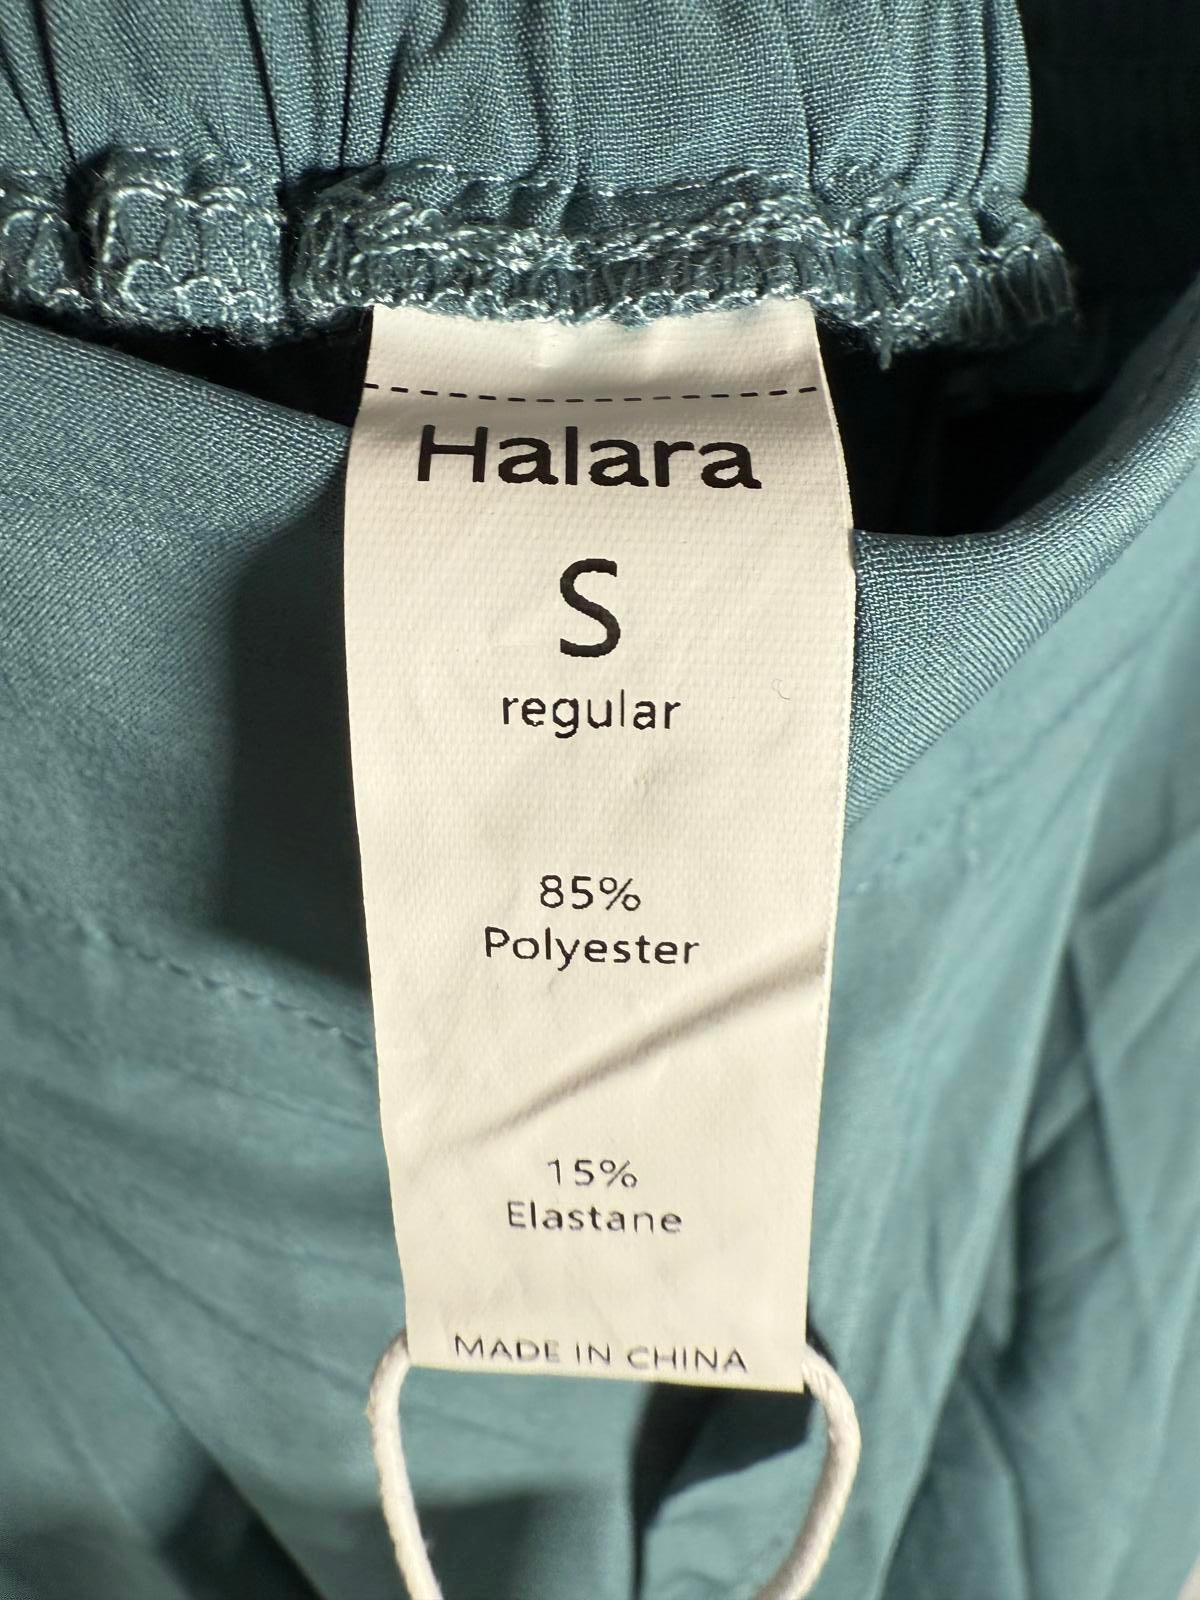 Halara
S
regular
85%
Polyester
15%
Elastane
MADE IN CHINA